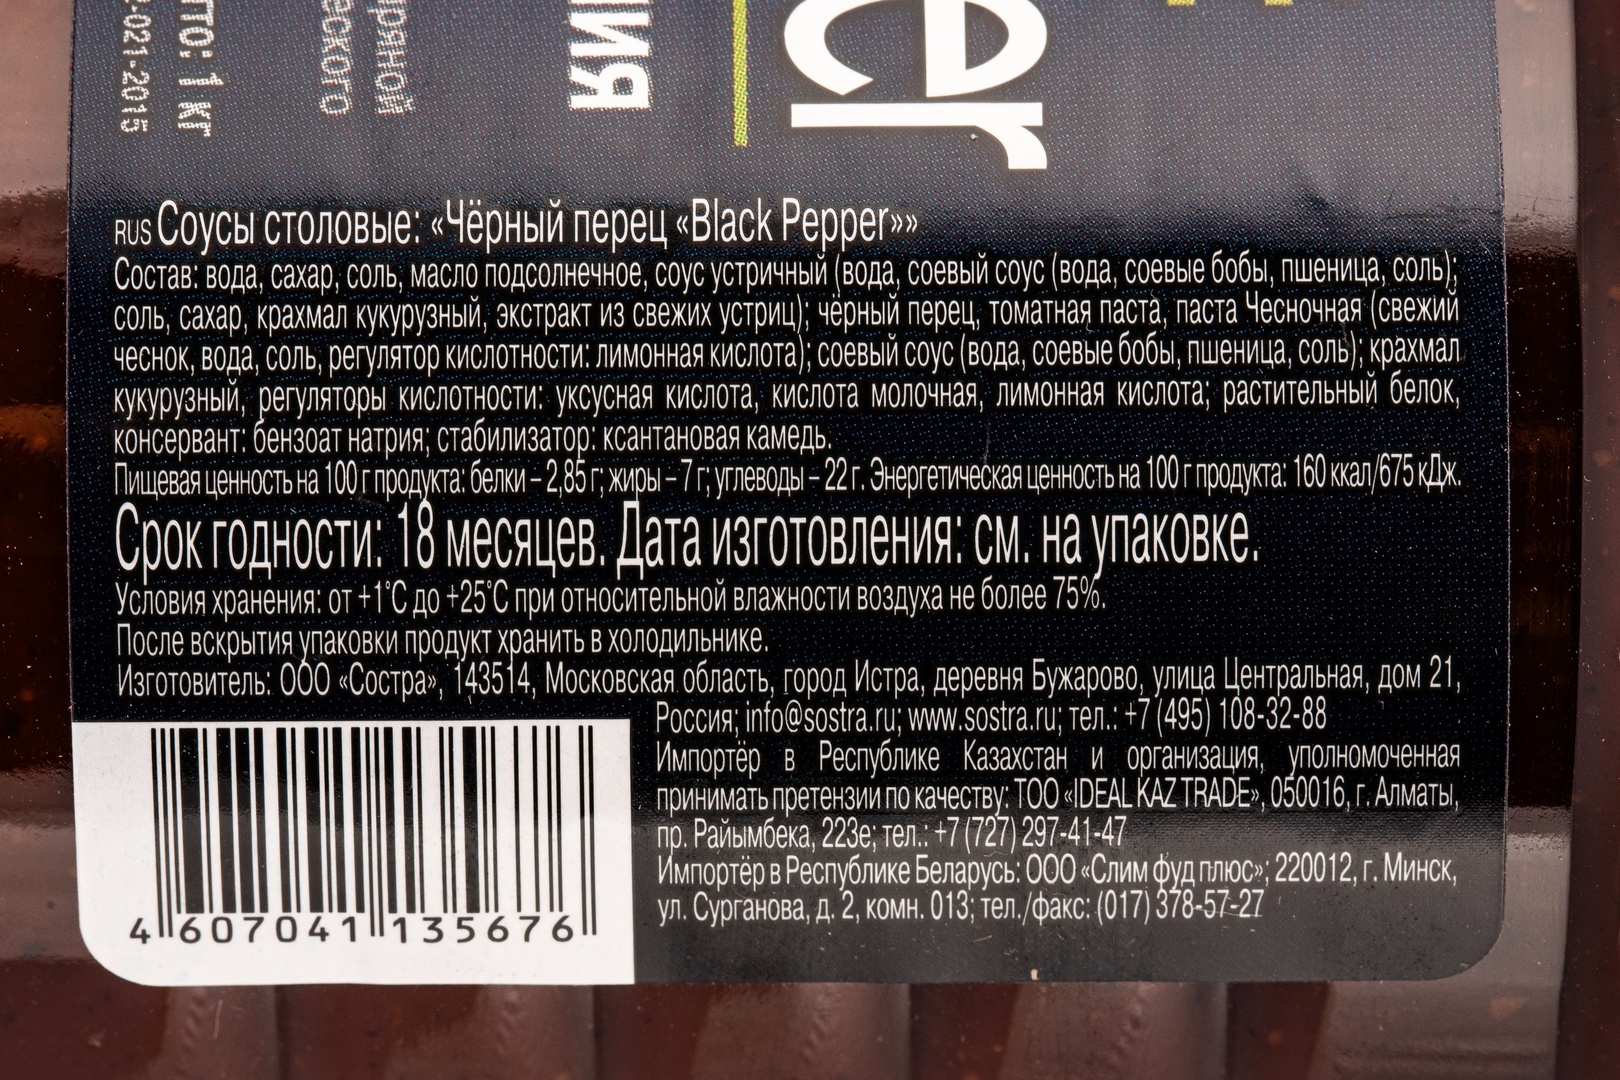 -021-2015
ТТО: 1 кг
еского
ряной
ия
er
RUS Соусы столовые: «Чёрный перец «Black Pepper»»
Состав: вода, сахар, соль, масло подсолнечное, соус устричный (вода, соевый соус (вода, соевые бобы, пшеница, соль);
соль, сахар, крахмал кукурузный, экстракт из свежих устриц); чёрный перец, томатная паста, паста Чесночная (свежий
чеснок, вода, соль, регулятор кислотности: лимонная кислота); соевый соус (вода, соевые бобы, пшеница, соль); крахмал
кукурузный, регуляторы кислотности: уксусная кислота, кислота молочная, лимонная кислота; растительный белок,
консервант: бензоат натрия; стабилизатор: ксантановая камедь.
Пищевая ценность на 100 г продукта: белки – 2,85 г; жиры – 7 г; углеводы – 22 г. Энергетическая ценность на 100 г продукта: 160 ккал/675 кДж.
Срок годности: 18 месяцев. Дата изготовления: см. на упаковке.
Условия хранения: от +1°С до +25°С при относительной влажности воздуха не более 75%.
После вскрытия упаковки продукт хранить в холодильнике.
Изготовитель: ООО «Состра», 143514, Московская область, город Истра, деревня Бужарово, улица Центральная, дом 21,
Россия; info@sostra.ru; www.sostra.ru; тел.: +7 (495) 108-32-88
Импортёр в Республике Казахстан и организация, уполномоченная
принимать претензии по качеству: ТОО «IDEAL KAZ TRADE», 050016, г. Алматы,
пр. Райымбека, 223е; тел.: +7 (727) 297-41-47
Импортёр в Республике Беларусь: ООО «Слим фуд плюс»; 220012, г. Минск,
ул. Сурганова, д. 2, комн. 013; тел./факс: (017) 378-57-27
4 607041 135676